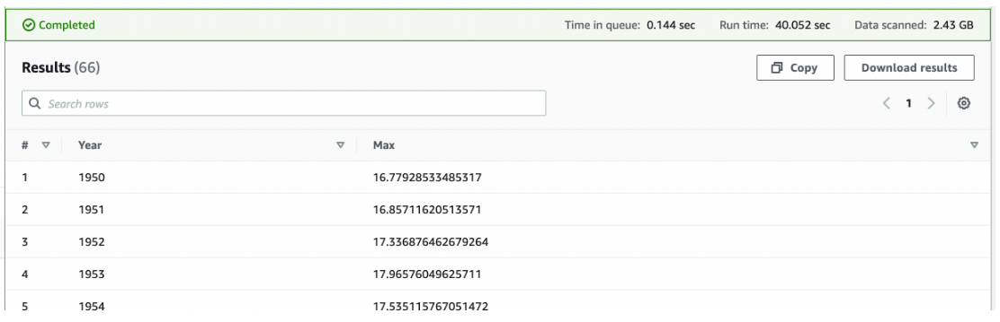 Completed Time in queue: 0.144 sec Run time: 40.052 sec Data scanned: 2.43 GB
Results (66) Copy Download results
Search rows 1
# Year Max
1 1950 16.77928533485317
2 1951 16.85711620513571
3 1952 17.336876462679264
4 1953 17.96576049625711
5 1954 17.535115767051472